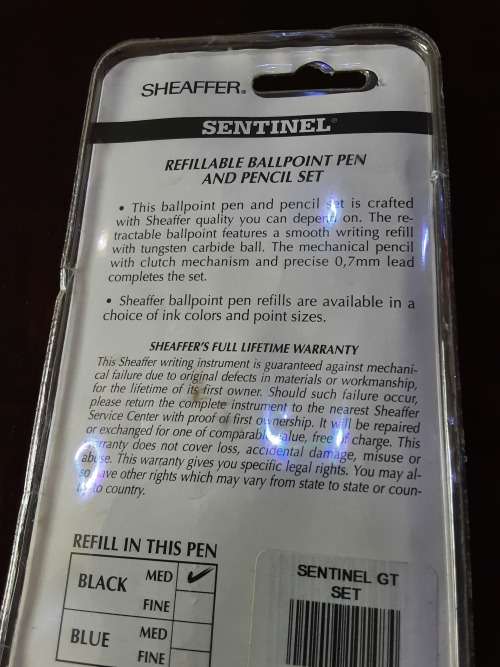 SHEAFFER®
SENTINEL®
REFILLABLE BALLPOINT PEN
AND PENCIL SET
• This ballpoint pen and pencil set is crafted
with Sheaffer quality you can depend on. The re-
tractable ballpoint features a smooth writing refill
with tungsten carbide ball. The mechanical pencil
with clutch mechanism and precise 0,7mm lead
completes the set.
• Sheaffer ballpoint pen refills are available in a
choice of ink colors and point sizes.
SHEAFFER'S FULL LIFETIME WARRANTY
This Sheaffer writing instrument is guaranteed against mechani-
cal failure due to original defects in materials or workmanship,
for the lifetime of its first owner. Should such failure occur,
please return the complete instrument to the nearest Sheaffer
Service Center with proof of first ownership. It will be repaired
or exchanged for one of comparable value, free of charge. This
warranty does not cover loss, accidental damage, misuse or
abuse. This warranty gives you specific legal rights. You may al-
so have other rights which may vary from state to state or coun-
to country.
REFILL IN THIS PEN
BLACK MED ✓
FINE
BLUE MED
FINE
SENTINEL GT
SET